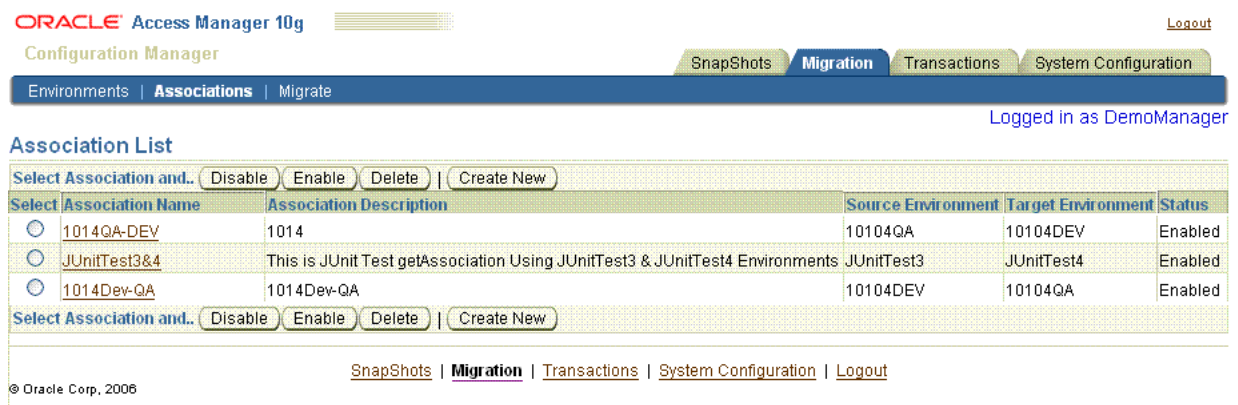 ORACLE Access Manager 10g
Logout
Configuration Manager
SnapShots Migration Transactions System Configuration
Environments | Associations | Migrate
Logged in as DemoManager
Association List
Select Association and.. Disable Enable Delete | Create New
Select Association Name Association Description Source Environment Target Environment Status
1014QA-DEV 1014 10104QA 10104DEV Enabled
JUnitTest3&4 This is JUnit Test getAssociation Using JUnitTest3 & JUnitTest4 Environments JUnitTest3 JUnitTest4 Enabled
1014Dev-QA 1014Dev-QA 10104DEV 10104QA Enabled
Select Association and.. Disable Enable Delete | Create New
SnapShots | Migration | Transactions | System Configuration | Logout
© Oracle Corp, 2006